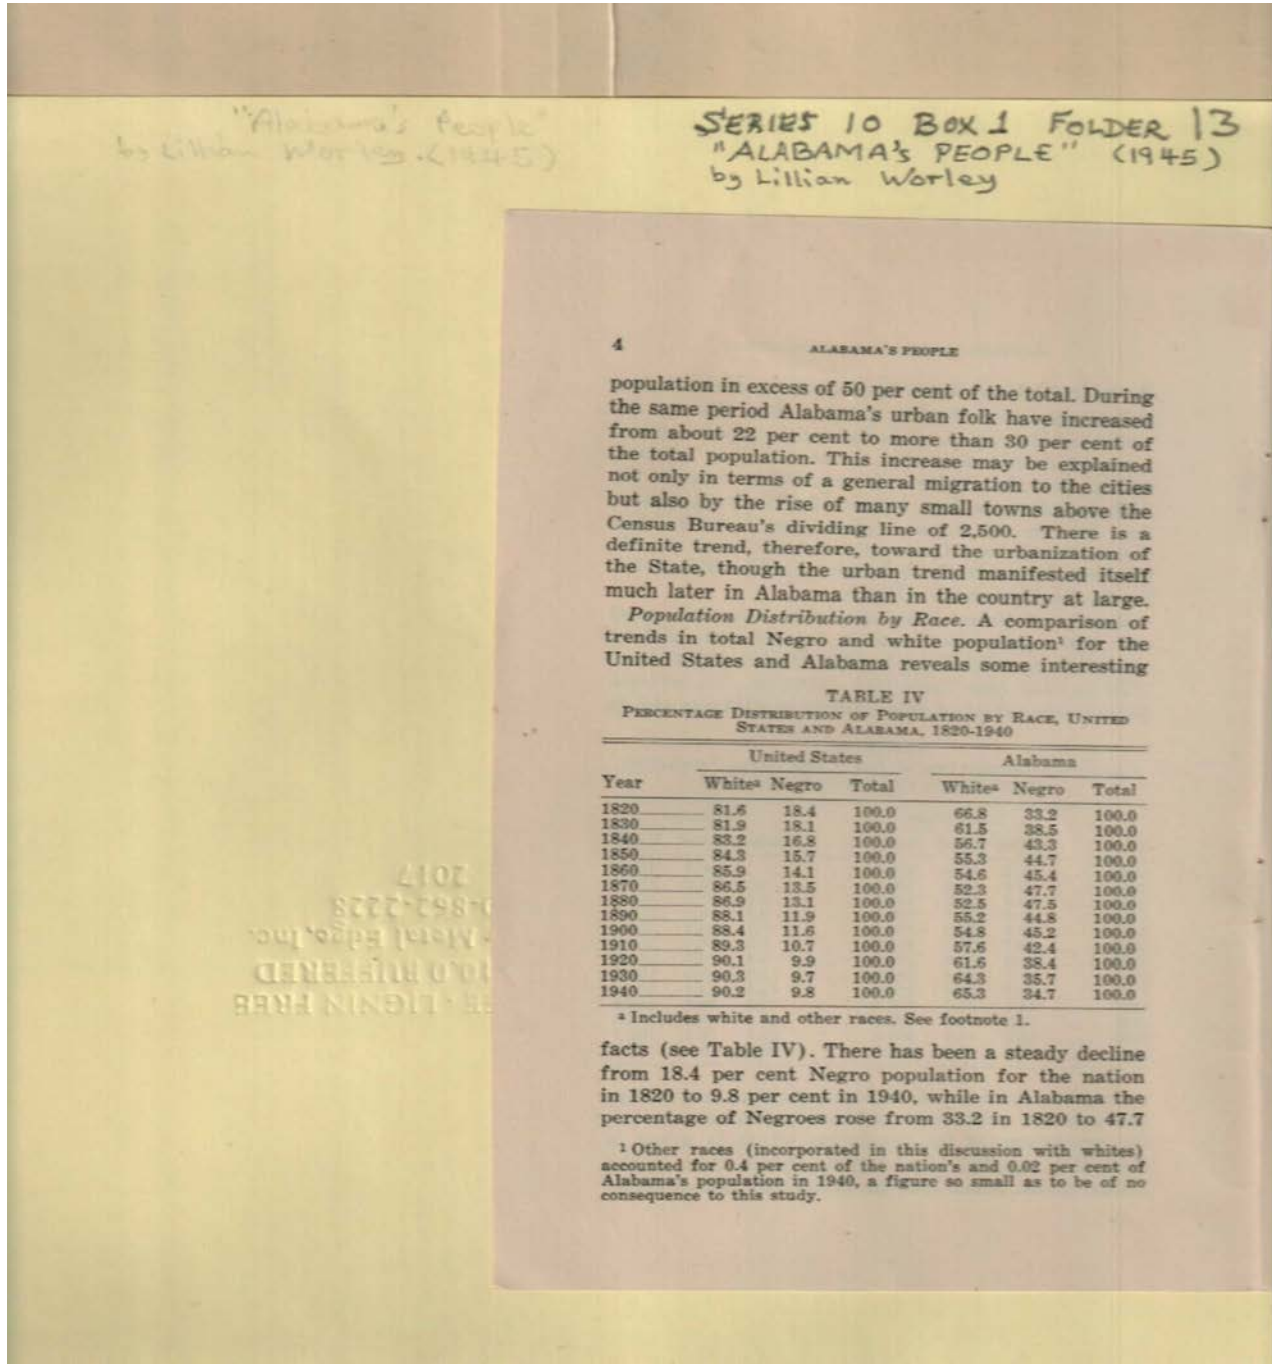 "Alabama's People"
by Lillian Worley (1945)
SERIES 10 BOX 1 FOLDER 13
"ALABAMA'S PEOPLE" (1945)
by Lillian Worley
4 ALABAMA'S PEOPLE
population in excess of 50 per cent of the total. During
the same period Alabama's urban folk have increased
from about 22 per cent to more than 30 per cent of
the total population. This increase may be explained
not only in terms of a general migration to the cities
but also by the rise of many small towns above the
Census Bureau's dividing line of 2,500. There is a
definite trend, therefore, toward the urbanization of
the State, though the urban trend manifested itself
much later in Alabama than in the country at large.
Population Distribution by Race. A comparison of
trends in total Negro and white population¹ for the
United States and Alabama reveals some interesting
TABLE IV
PERCENTAGE DISTRIBUTION OF POPULATION BY RACE, UNITED
STATES AND ALABAMA, 1820-1940
United States Alabama
Year Whiteª Negro Total Whiteª Negro Total
1820 81.6 18.4 100.0 66.8 33.2 100.0
1830 81.9 18.1 100.0 61.5 38.5 100.0
1840 83.2 16.8 100.0 56.7 43.3 100.0
1850 84.3 15.7 100.0 55.3 44.7 100.0
1860 85.9 14.1 100.0 54.6 45.4 100.0
1870 86.5 13.5 100.0 52.3 47.7 100.0
1880 86.9 13.1 100.0 52.5 47.5 100.0
1890 88.1 11.9 100.0 55.2 44.8 100.0
1900 88.4 11.6 100.0 54.8 45.2 100.0
1910 89.3 10.7 100.0 57.6 42.4 100.0
1920 90.1 9.9 100.0 61.6 38.4 100.0
1930 90.3 9.7 100.0 64.3 35.7 100.0
1940 90.2 9.8 100.0 65.3 34.7 100.0
ª Includes white and other races. See footnote 1.
facts (see Table IV). There has been a steady decline
from 18.4 per cent Negro population for the nation
in 1820 to 9.8 per cent in 1940, while in Alabama the
percentage of Negroes rose from 33.2 in 1820 to 47.7
¹ Other races (incorporated in this discussion with whites)
accounted for 0.4 per cent of the nation's and 0.02 per cent of
Alabama's population in 1940, a figure so small as to be of no
consequence to this study.
LIGNIN FREE
10.0 BUFFERED
Metal Edge, Inc.
862-2228
2017